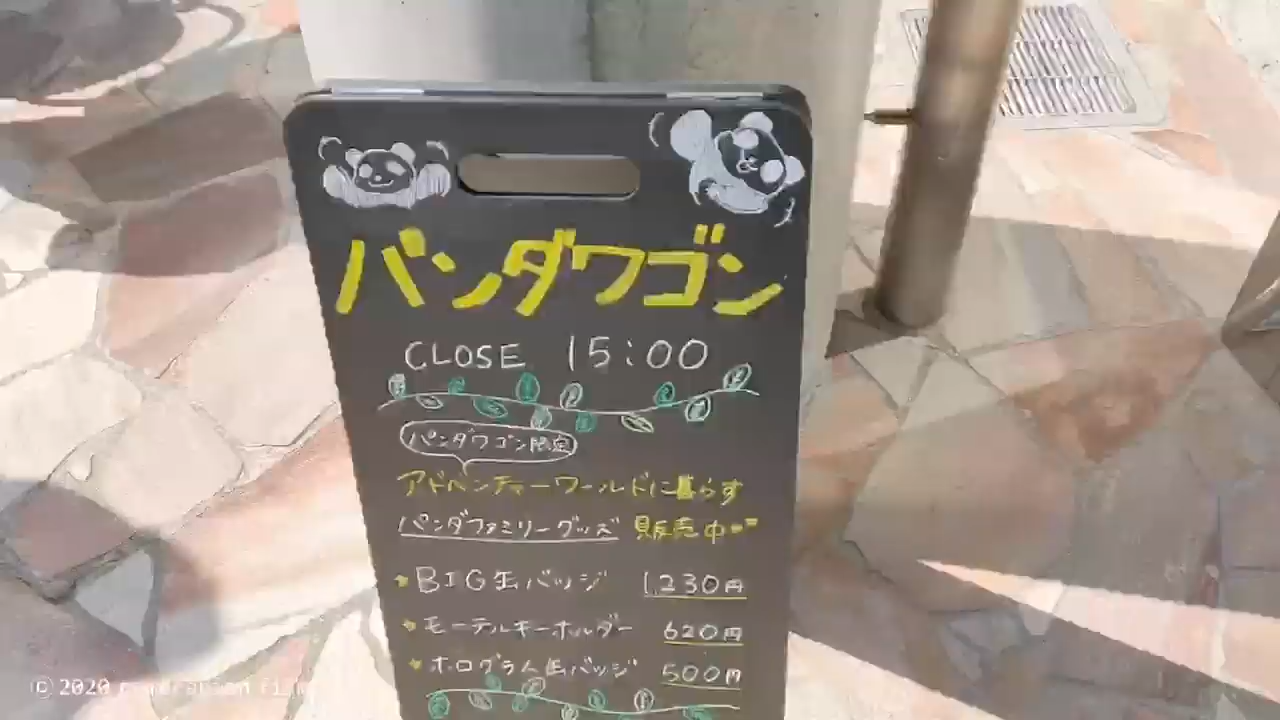 パンダワゴン
CLOSE 15:00
パンダワゴン限定
アドベンチャーワールドに暮らす
パンダファミリーグッズ 販売中
BIG缶バッジ 1,230円
モーテルキーホルダー 620円
ホログラム缶バッジ 500円
© 2020